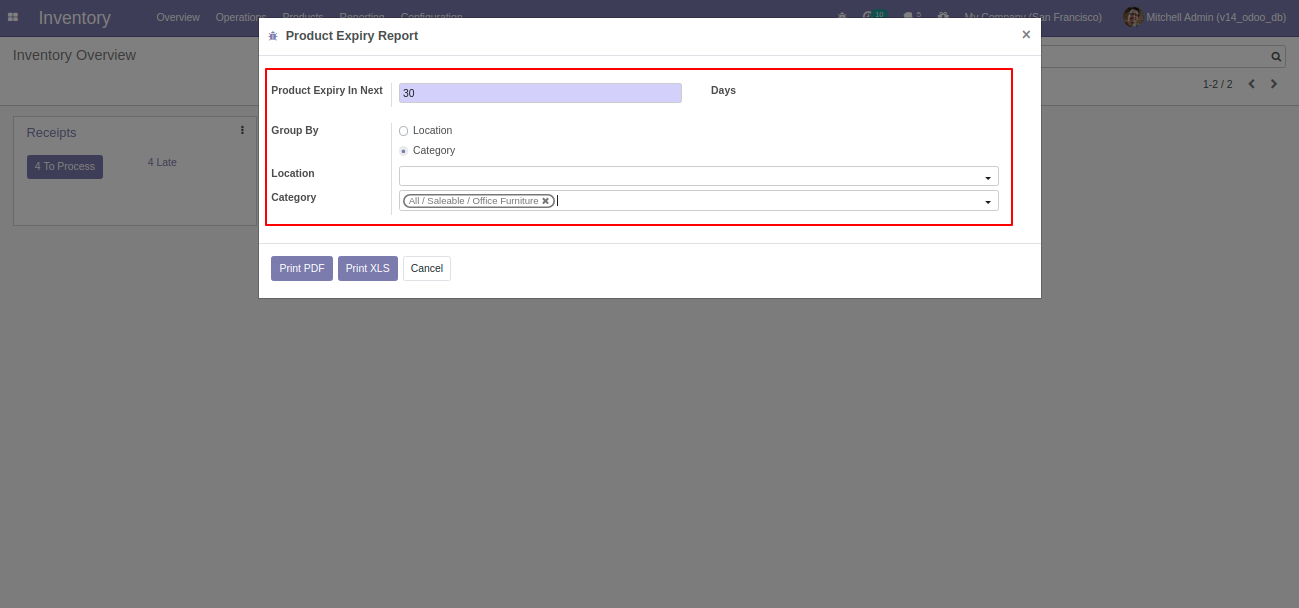 Inventory Overview Operations Products Reporting Configuration 10 5 My Company (San Francisco) Mitchell Admin (v14_odoo_db)
Product Expiry Report ×
Inventory Overview
1-2 / 2
Product Expiry In Next 30 Days
Receipts
Group By Location
Category
4 To Process 4 Late
Location
Category All / Saleable / Office Furniture
Print PDF Print XLS Cancel